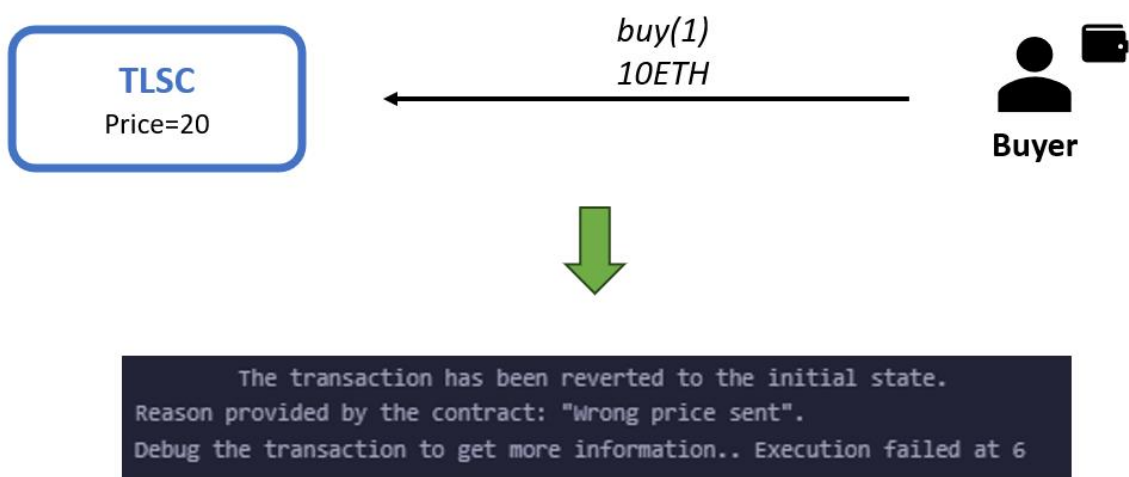 TLSC
Price=20
buy(1)
10ETH
Buyer
The transaction has been reverted to the initial state.
Reason provided by the contract: "Wrong price sent".
Debug the transaction to get more information.. Execution failed at 6